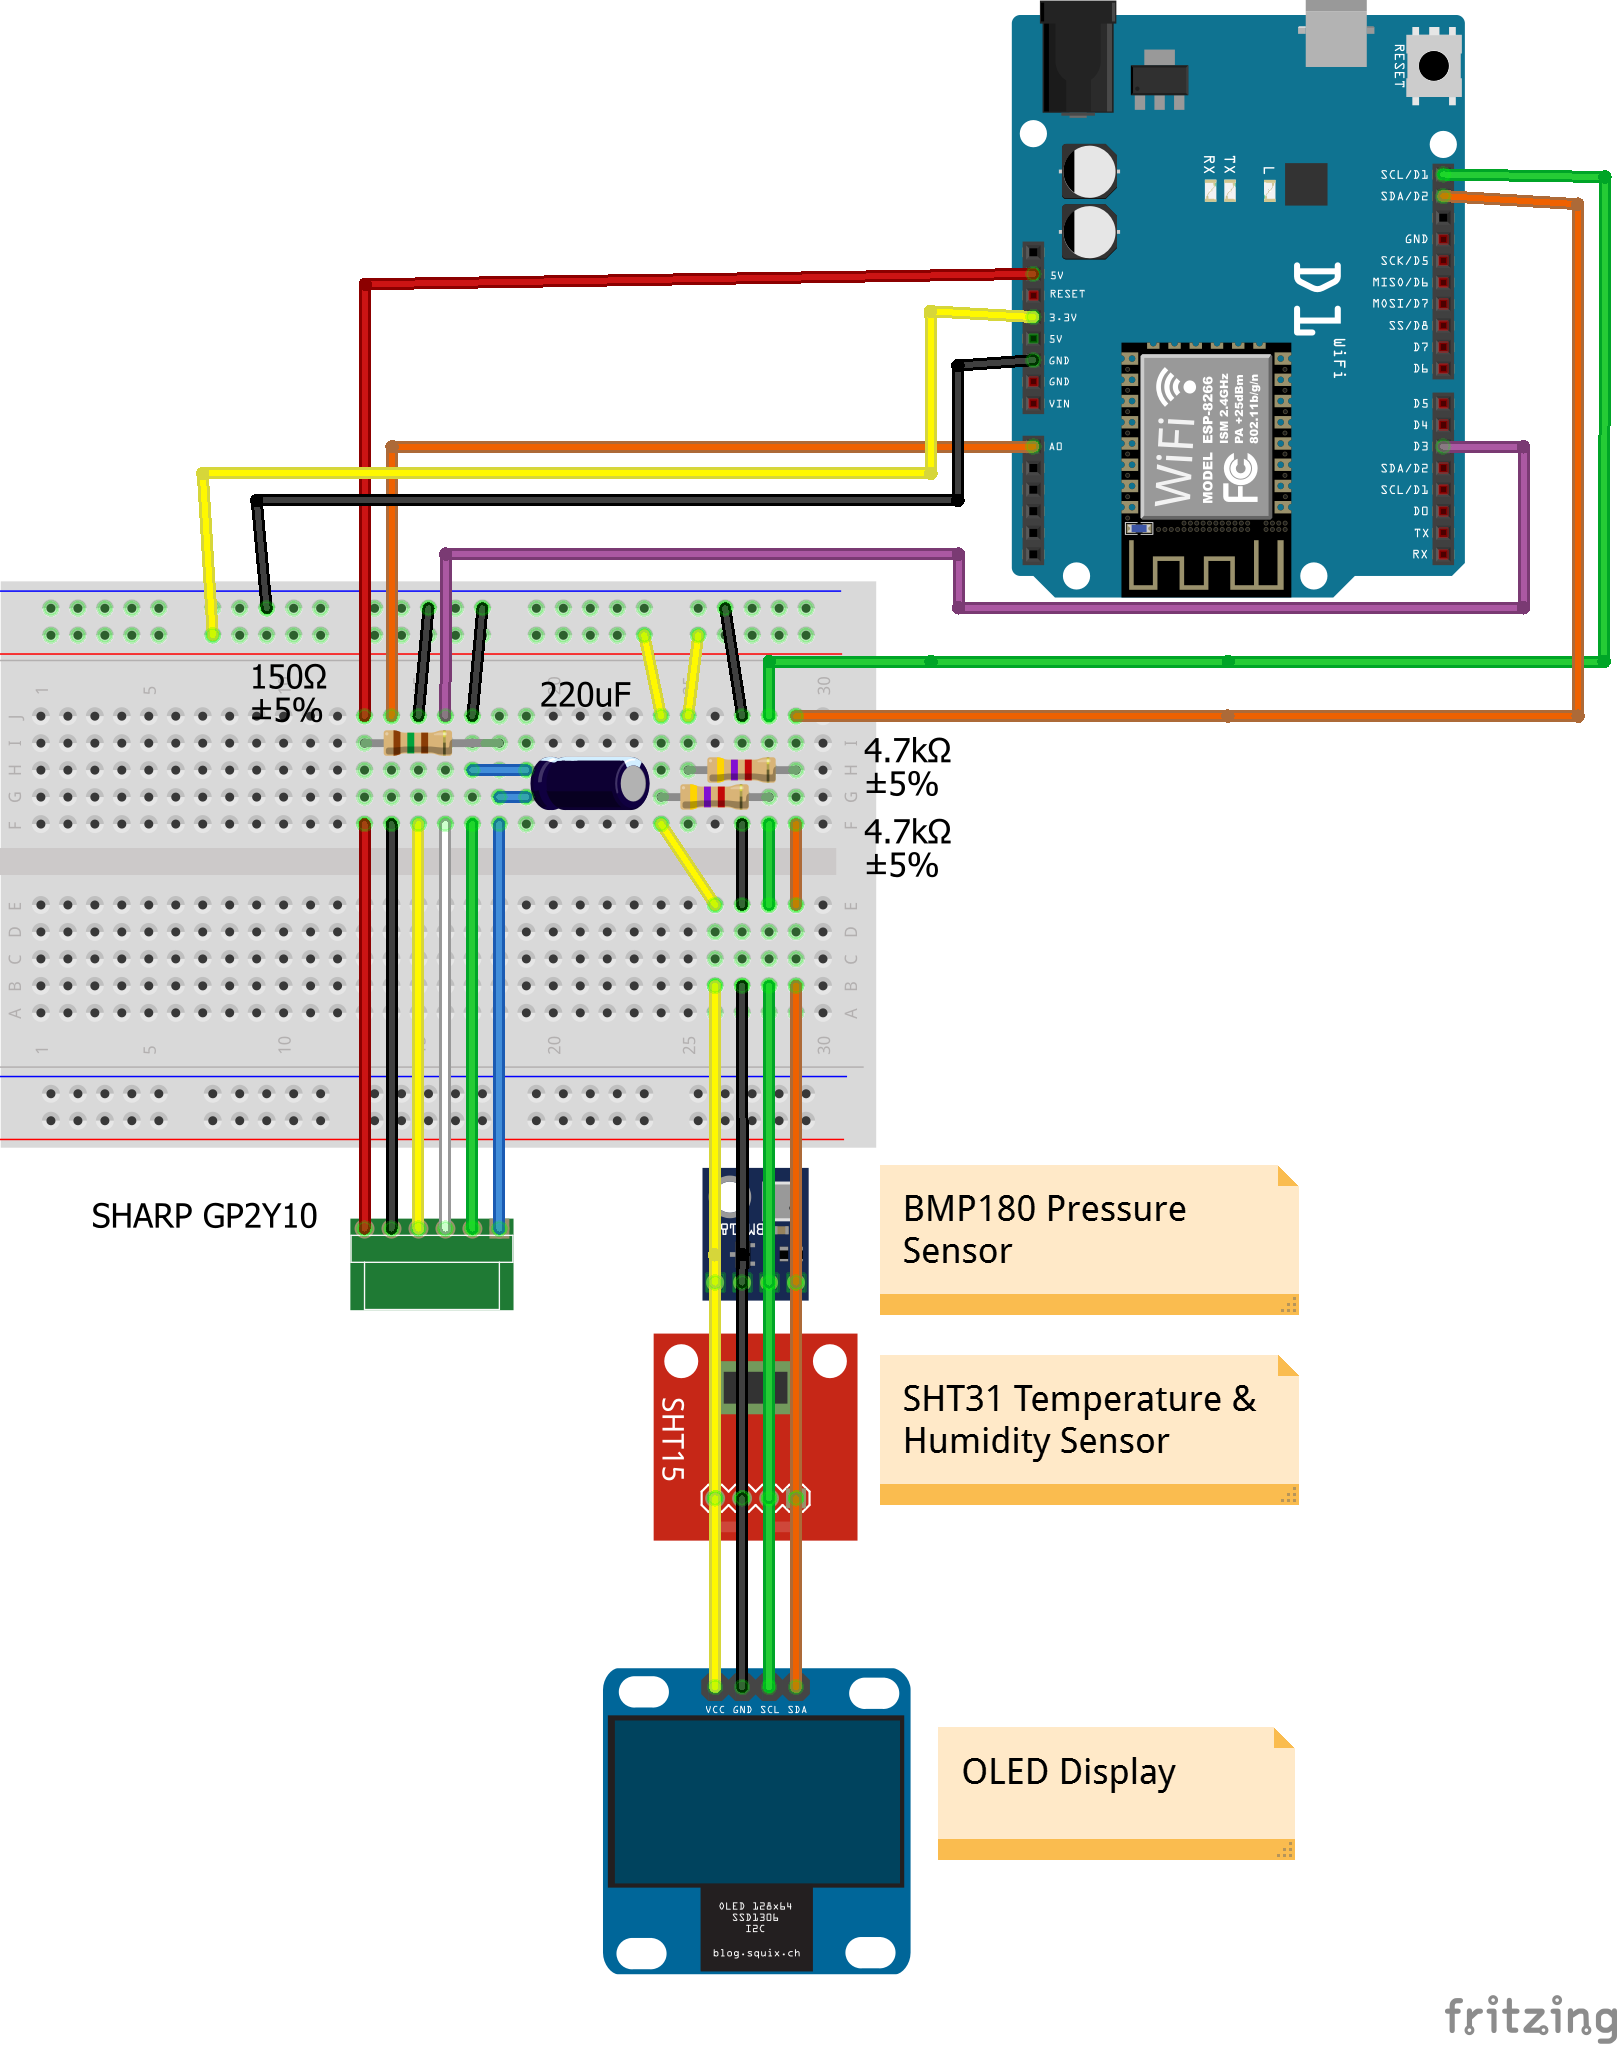 RESET
RX
TX
L
SCL/D1
SDA/D2
GND
SCK/D5
MISO/D6
MOSI/D7
SS/D8
D7
D6
D5
D4
D3
SDA/D2
SCL/D1
D0
TX
RX
5V
RESET
3.3V
5V
GND
GND
VIN
A0
D1
WiFi
WiFi
MODEL ESP-8266
ISM 2.4GHz
PA +25dBm
802.11b/g/n
FC
150Ω
±5%
220uF
1
5
30
J
I
H
G
F
I
H
G
F
4.7kΩ
±5%
4.7kΩ
±5%
E
D
C
B
A
E
D
C
B
A
1
5
10
20
25
30
SHARP GP2Y10
BMP180 Pressure
Sensor
SHT31 Temperature &
Humidity Sensor
SHT15
VCC GND SCL SDA
OLED Display
OLED 128x64
SSD1306
I2C
blog.squix.ch
fritzing